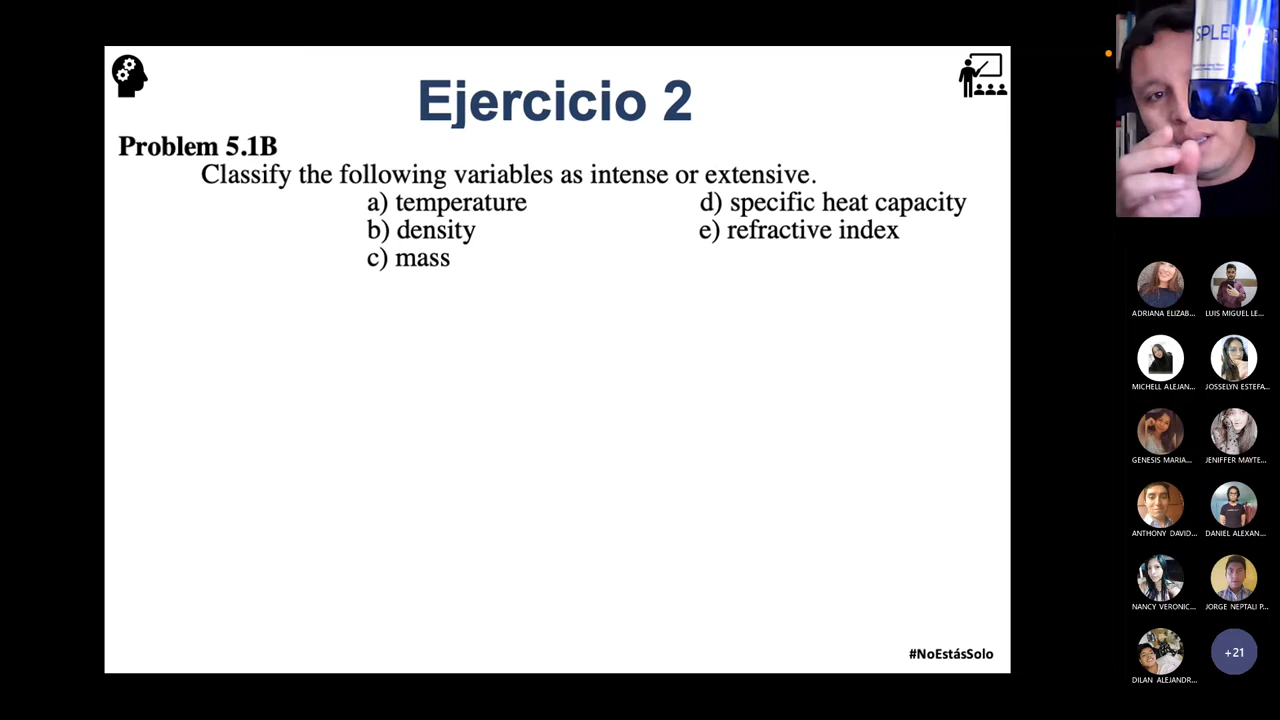 Ejercicio 2
Problem 5.1B
Classify the following variables as intense or extensive.
a) temperature
b) density
c) mass
d) specific heat capacity
e) refractive index
#NoEstásSolo
ADRIANA ELIZAB...
LUIS MIGUEL LE...
MICHELL ALEJAN...
JOSSELYN ESTEFA...
GENESIS MARIA...
JENIFFER MAYTE...
ANTHONY DAVID...
DANIEL ALEXAN...
NANCY VERONIC...
JORGE NEPTALI P...
DILAN ALEJANDR...
+21